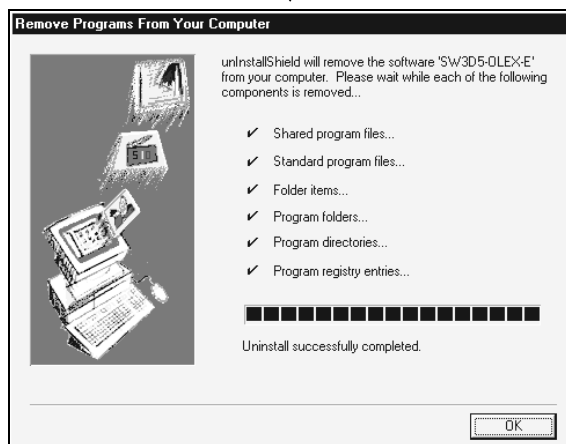 Remove Programs From Your Computer
unInstallShield will remove the software 'SW3D5-OLEX-E'
from your computer. Please wait while each of the following
components is removed...
Shared program files...
Standard program files...
Folder items...
Program folders...
Program directories...
Program registry entries...
Uninstall successfully completed.
OK